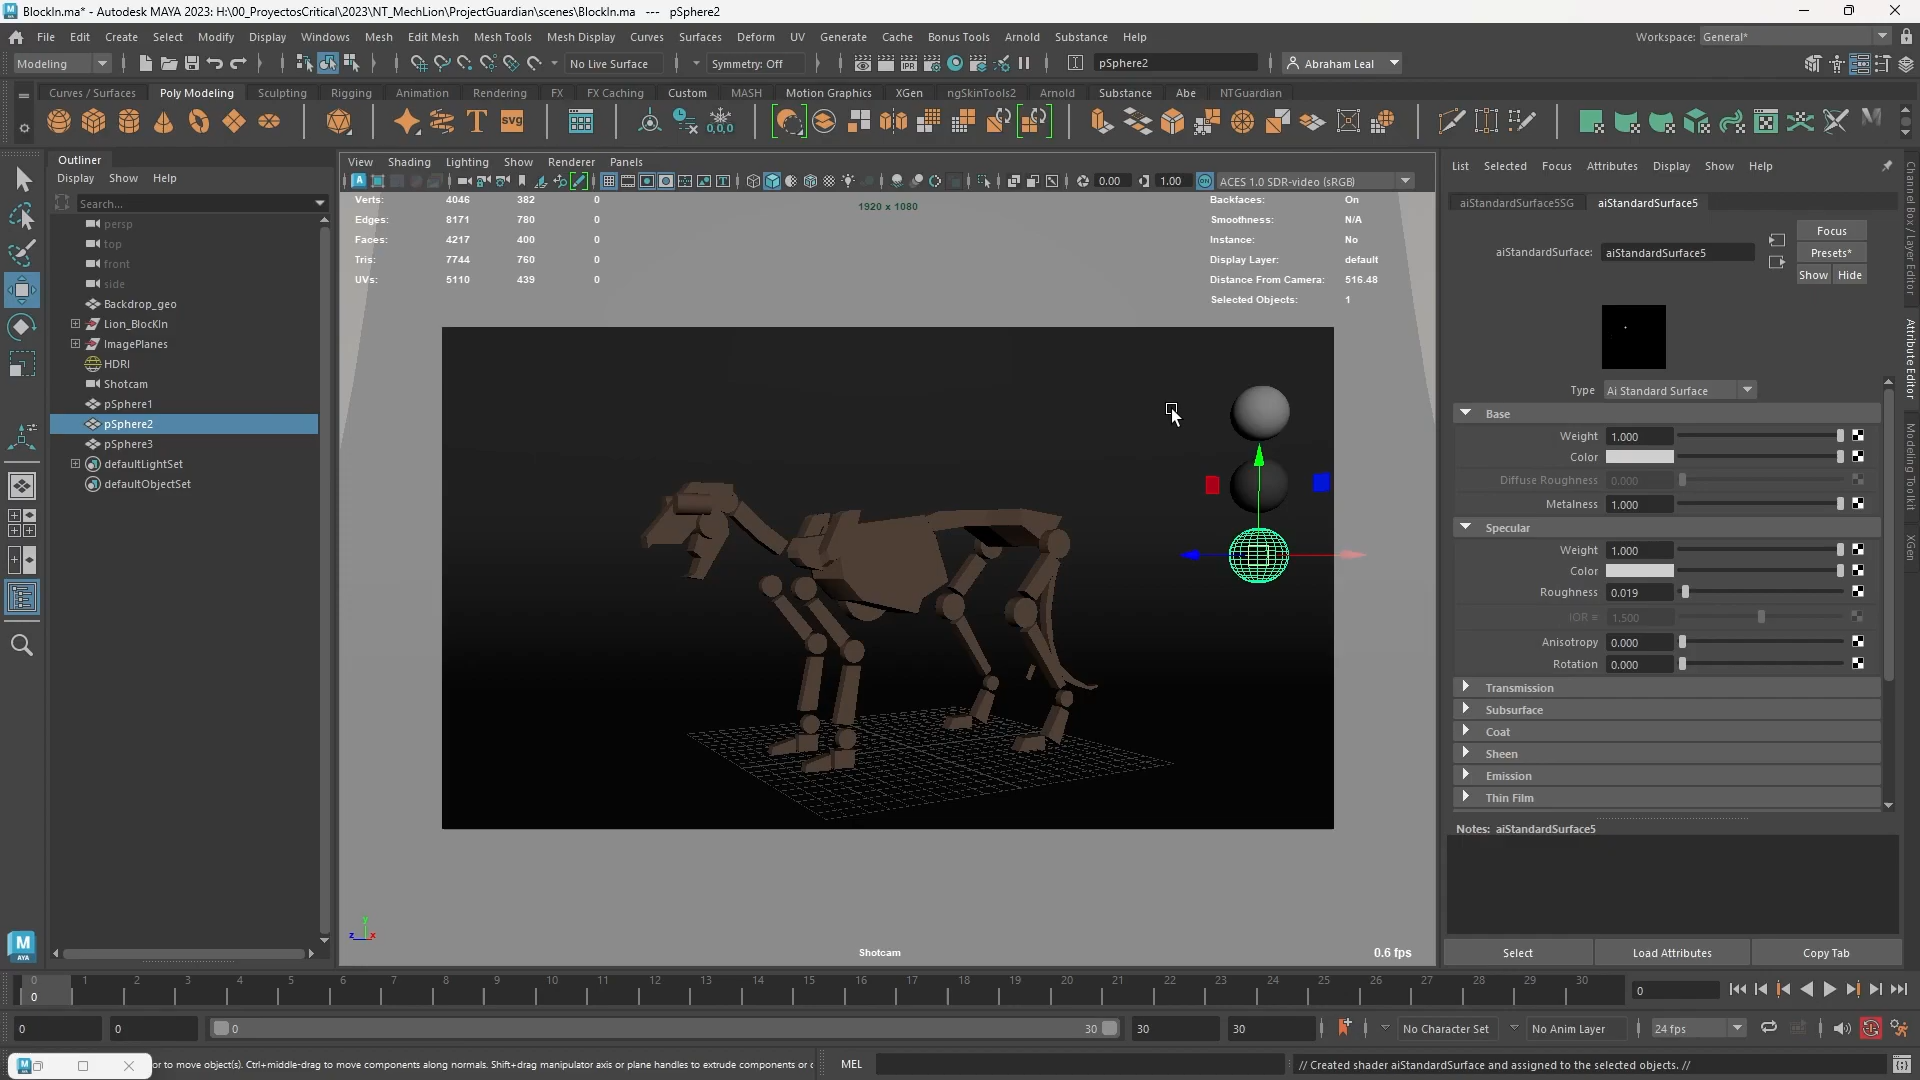 BlockIn.ma* - Autodesk MAYA 2023: H:\00_ProyectosCritical\2023\NT_MechLion\ProjectGuardian\scenes\BlockIn.ma --- pSphere2
File Edit Create Select Modify Display Windows Mesh Edit Mesh Mesh Tools Mesh Display Curves Surfaces Deform UV Generate Cache Bonus Tools Arnold Substance Help
Workspace: General*
Modeling
No Live Surface
Symmetry: Off
pSphere2
Abraham Leal
Curves / Surfaces Poly Modeling Sculpting Rigging Animation Rendering FX FX Caching Custom MASH Motion Graphics XGen ngSkinTools2 Arnold Substance Abe NTGuardian
Outliner
Display Show Help
Search...
persp
top
front
side
Backdrop_geo
Lion_BlockIn
ImagePlanes
HDRI
Shotcam
pSphere1
pSphere2
pSphere3
defaultLightSet
defaultObjectSet
View Shading Lighting Show Renderer Panels
0.00
1.00
ACES 1.0 SDR-video (sRGB)
Verts: 4046 382 0
Edges: 8171 780 0
Faces: 4217 400 0
Tris: 7744 760 0
UVs: 5110 439 0
1920 x 1080
Backfaces: On
Smoothness: N/A
Instance: No
Display Layer: default
Distance From Camera: 516.48
Selected Objects: 1
Shotcam
0.6 fps
List Selected Focus Attributes Display Show Help
aiStandardSurface5SG aiStandardSurface5
aiStandardSurface: aiStandardSurface5
Focus
Presets*
Show Hide
Type Ai Standard Surface
Base
Weight 1.000
Color
Diffuse Roughness 0.000
Metalness 1.000
Specular
Weight 1.000
Color
Roughness 0.019
IOR = 1.500
Anisotropy 0.000
Rotation 0.000
Transmission
Subsurface
Coat
Sheen
Emission
Thin Film
Notes: aiStandardSurface5
Select Load Attributes Copy Tab
Channel Box / Layer Editor
Attribute Editor
Modeling Toolkit
XGen
0 1 2 3 4 5 6 7 8 9 10 11 12 13 14 15 16 17 18 19 20 21 22 23 24 25 26 27 28 29 30
0
0
0
0
0
30
30
30
No Character Set
No Anim Layer
24 fps
or to move object(s). Ctrl+middle-drag to move components along normals. Shift+drag manipulator axis or plane handles to extrude components or c
MEL
// Created shader aiStandardSurface and assigned to the selected objects. //